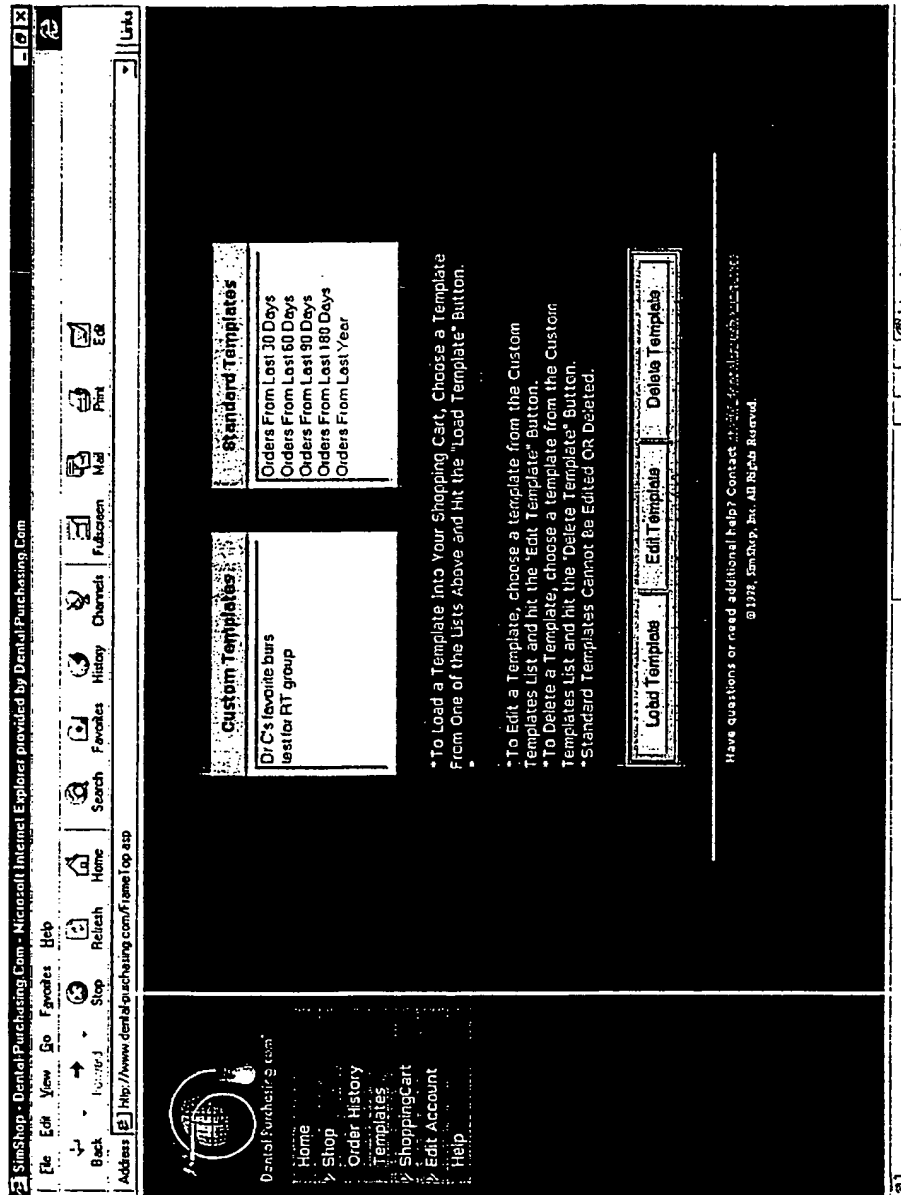 SimShop - Dental-Purchasing.Com - Microsoft Internet Explorer provided by Dental-Purchasing.Com
File Edit View Go Favorites Help
Back Stop Refresh Home Search Favorites History Channels Fullscreen Mail Print Edit
Address http://www.dental-purchasing.com/FrameTop.asp Links
Dental Purchasing.com
Home
Shop
Order History
Templates
ShoppingCart
Edit Account
Help
Custom Templates
Dr C's favorite burs
test for RT group
Standard Templates
Orders From Last 30 Days
Orders From Last 60 Days
Orders From Last 90 Days
Orders From Last 180 Days
Orders From Last Year
*To Load a Template Into Your Shopping Cart, Choose a Template
From One of the Lists Above and Hit the "Load Template" Button.
*
*To Edit a Template, choose a template from the Custom
Templates List and hit the "Edit Template" Button.
*To Delete a Template, choose a template from the Custom
Templates List and hit the "Delete Template" Button.
*Standard Templates Cannot Be Edited OR Deleted.
Load Template Edit Template Delete Template
Have questions or need additional help? Contact
© 1998, SimShop, Inc. All Rights Reserved.